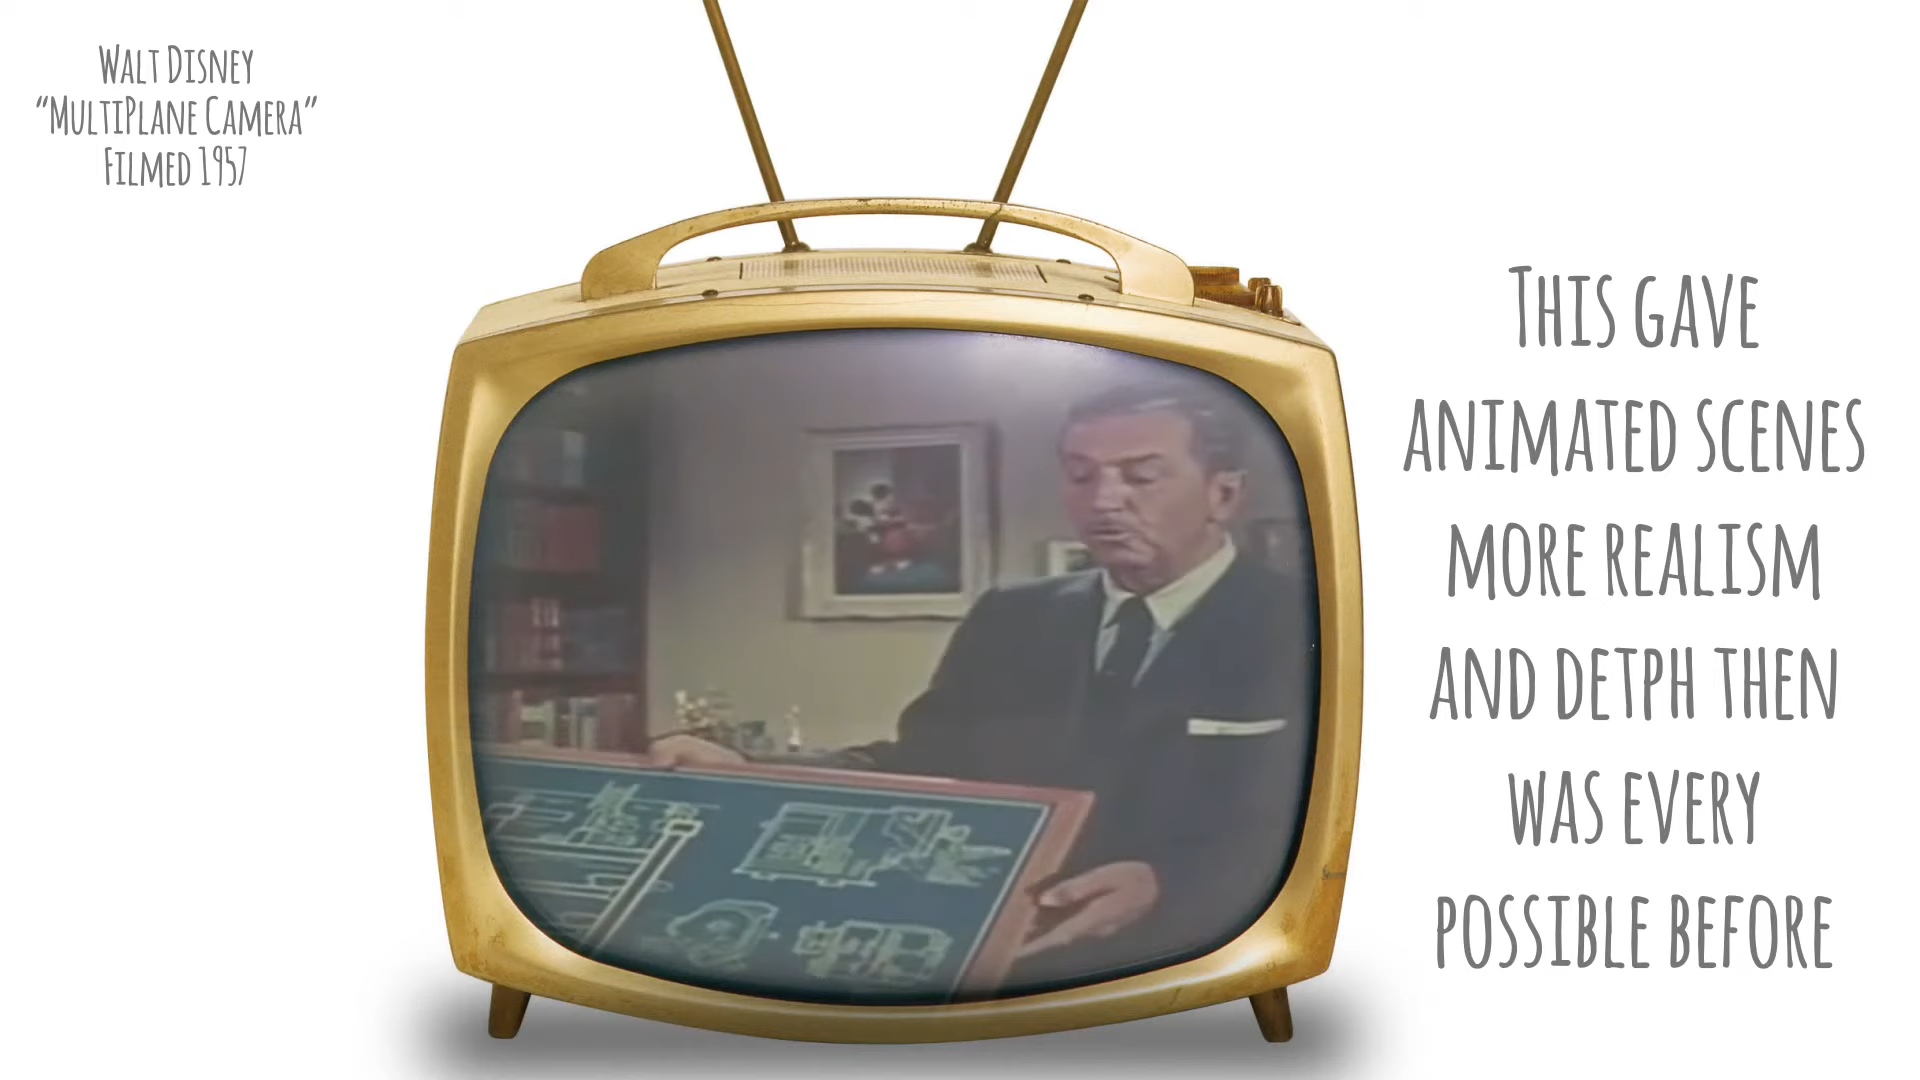 Walt Disney
“MultiPlane Camera”
Filmed 1957
This gave
animated scenes
more realism
and detph then
was every
possible before